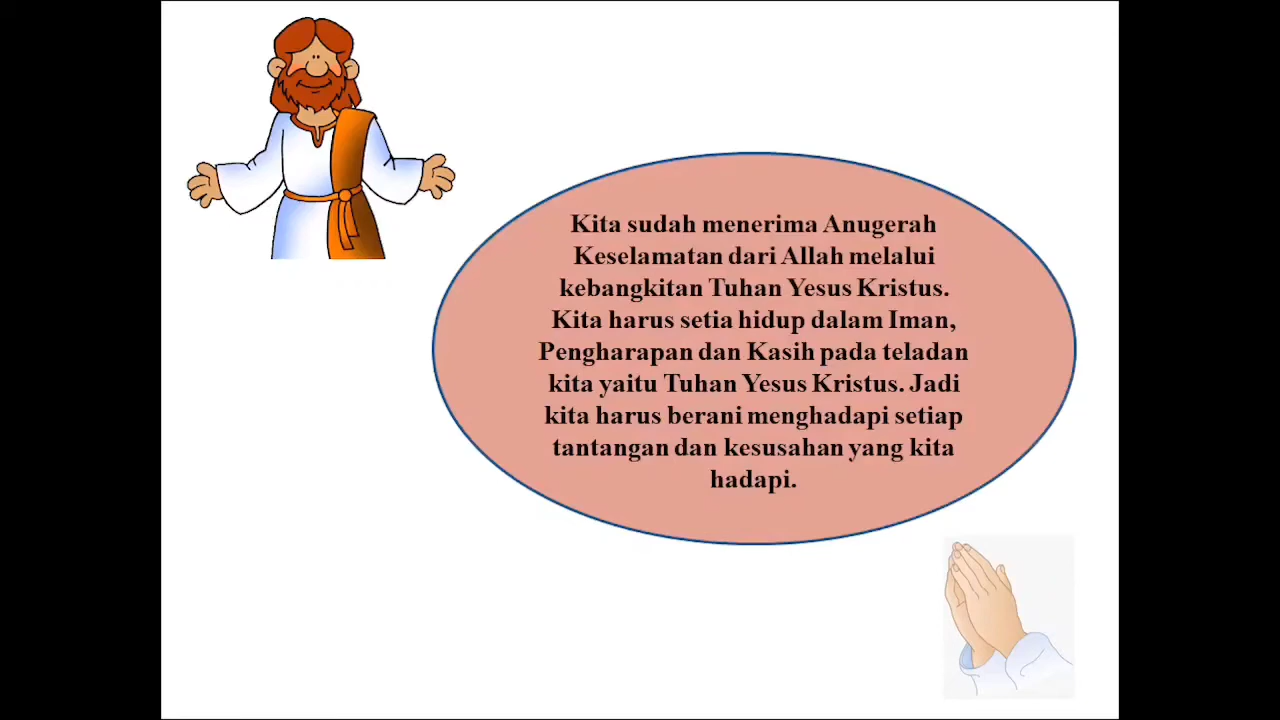 Kita sudah menerima Anugerah
Keselamatan dari Allah melalui
kebangkitan Tuhan Yesus Kristus.
Kita harus setia hidup dalam Iman,
Pengharapan dan Kasih pada teladan
kita yaitu Tuhan Yesus Kristus. Jadi
kita harus berani menghadapi setiap
tantangan dan kesusahan yang kita
hadapi.